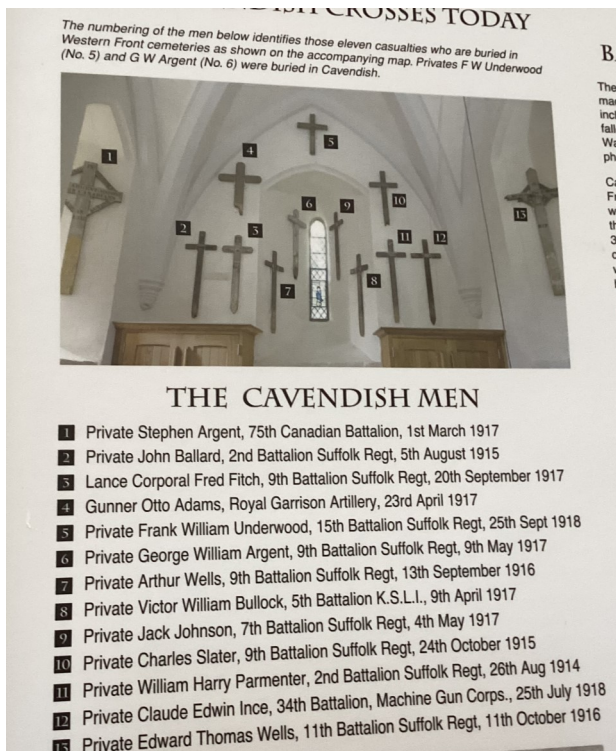 CROSSES TODAY
The numbering of the men below identifies those eleven casualties who are buried in
Western Front cemeteries as shown on the accompanying map. Privates F W Underwood
(No. 5) and G W Argent (No. 6) were buried in Cavendish.
1
4
5
6
9
10
13
2
3
11
12
7
8
THE CAVENDISH MEN
1 Private Stephen Argent, 75th Canadian Battalion, 1st March 1917
2 Private John Ballard, 2nd Battalion Suffolk Regt, 5th August 1915
3 Lance Corporal Fred Fitch, 9th Battalion Suffolk Regt, 20th September 1917
4 Gunner Otto Adams, Royal Garrison Artillery, 23rd April 1917
5 Private Frank William Underwood, 15th Battalion Suffolk Regt, 25th Sept 1918
6 Private George William Argent, 9th Battalion Suffolk Regt, 9th May 1917
7 Private Arthur Wells, 9th Battalion Suffolk Regt, 13th September 1916
8 Private Victor William Bullock, 5th Battalion K.S.L.I., 9th April 1917
9 Private Jack Johnson, 7th Battalion Suffolk Regt, 4th May 1917
10 Private Charles Slater, 9th Battalion Suffolk Regt, 24th October 1915
11 Private William Harry Parmenter, 2nd Battalion Suffolk Regt, 26th Aug 1914
12 Private Claude Edwin Ince, 34th Battalion, Machine Gun Corps., 25th July 1918
13 Private Edward Thomas Wells, 11th Battalion Suffolk Regt, 11th October 1916